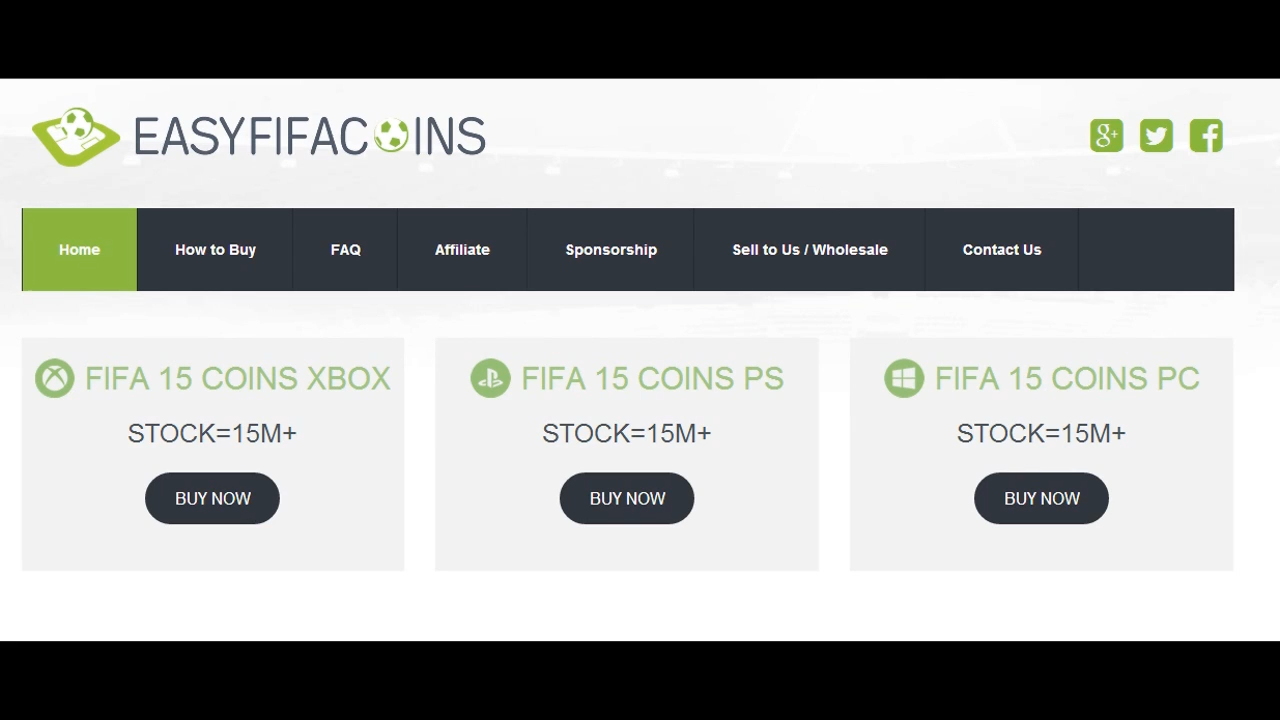 EASYFIFACOINS
Home How to Buy FAQ Affiliate Sponsorship Sell to Us / Wholesale Contact Us
FIFA 15 COINS XBOX
STOCK=15M+
BUY NOW
FIFA 15 COINS PS
STOCK=15M+
BUY NOW
FIFA 15 COINS PC
STOCK=15M+
BUY NOW